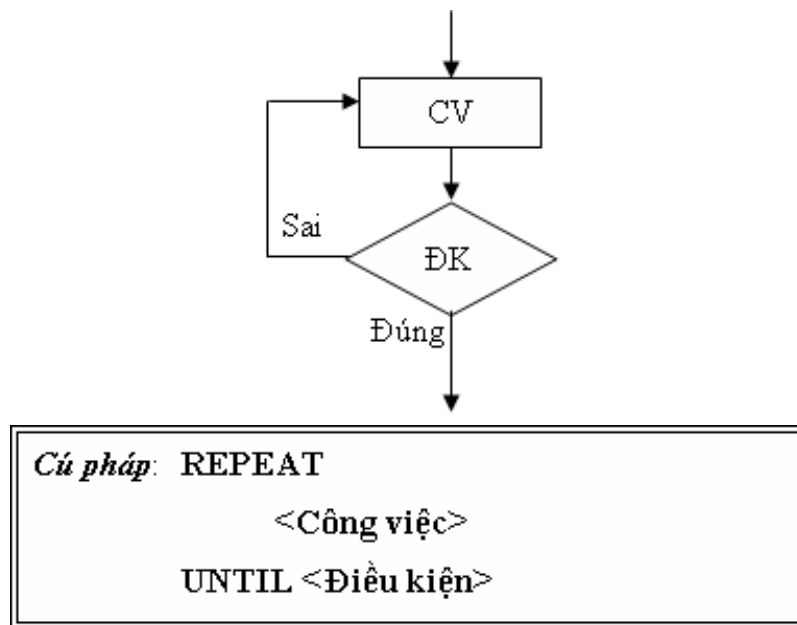 CV
Sai
ĐK
Đúng
Cú pháp: REPEAT
<Công việc>
UNTIL <Điều kiện>